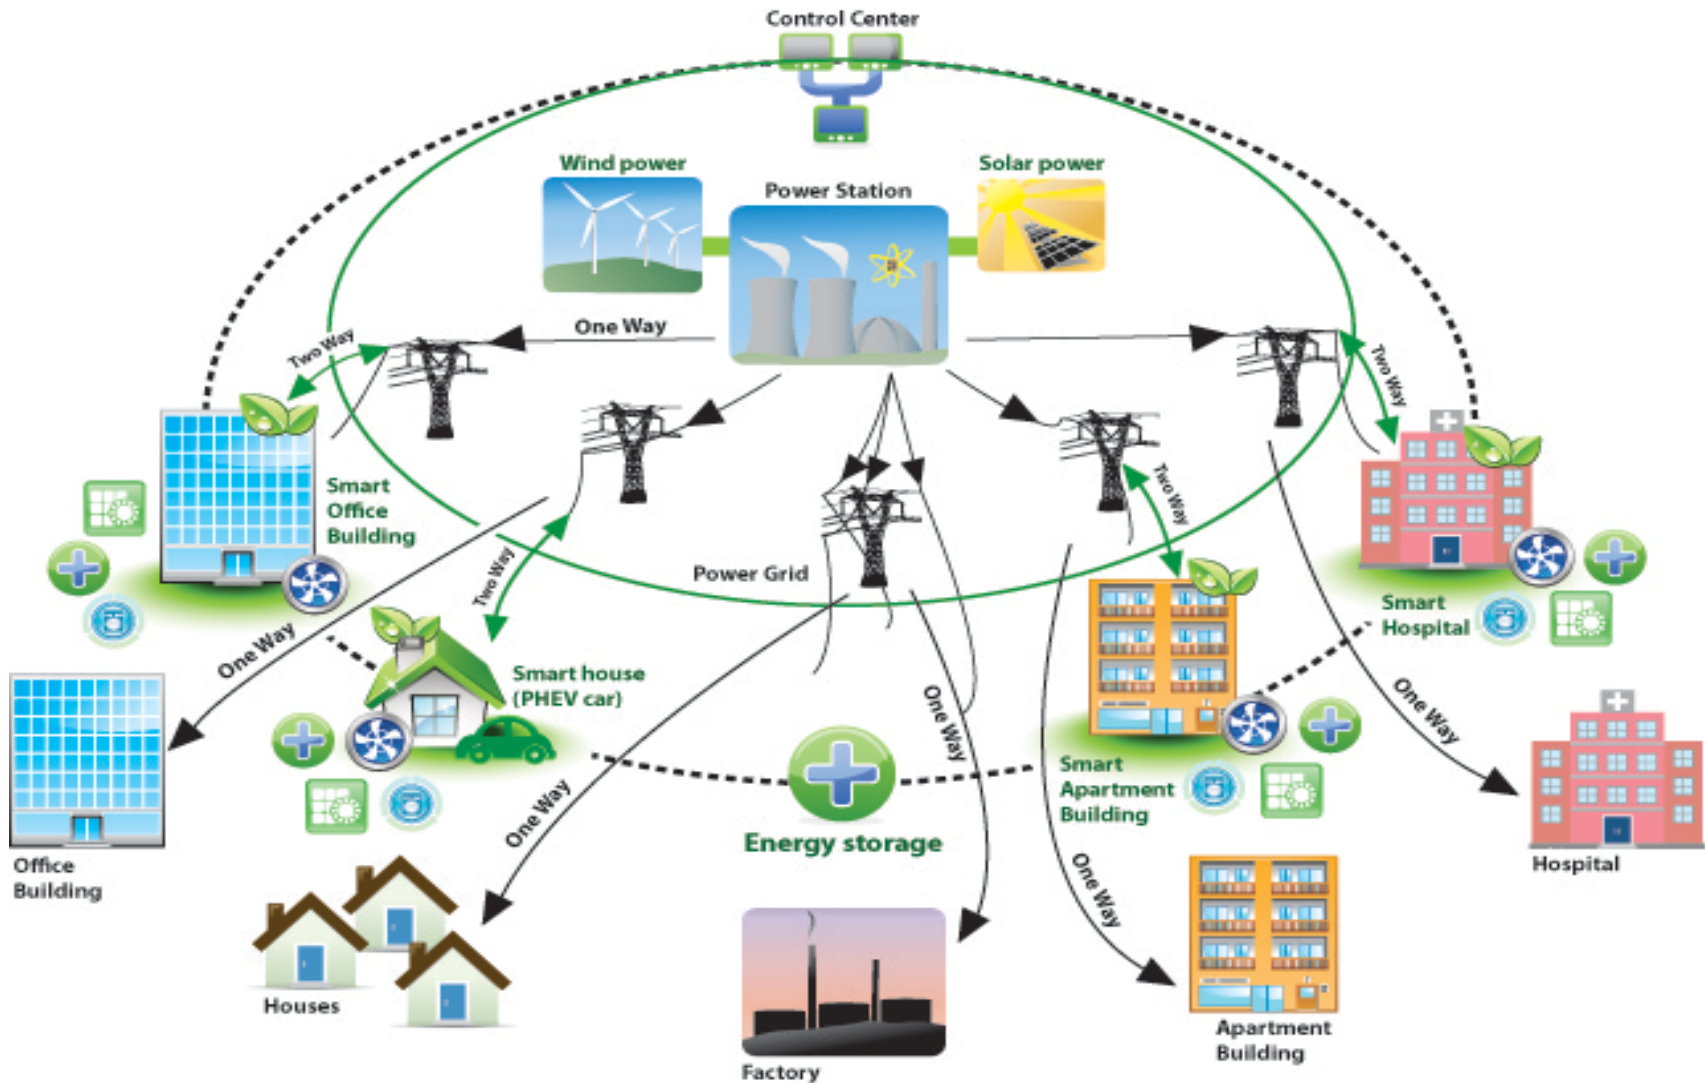 Control Center
Wind power
Solar power
Power Station
One Way
Two Way
Two Way
Smart
Office
Building
Two Way
Two Way
Power Grid
Smart
Hospital
One Way
Smart house
(PHEV car)
One Way
One Way
Smart
Apartment
Building
One Way
Energy storage
Office
Building
Hospital
One Way
Houses
Factory
Apartment
Building